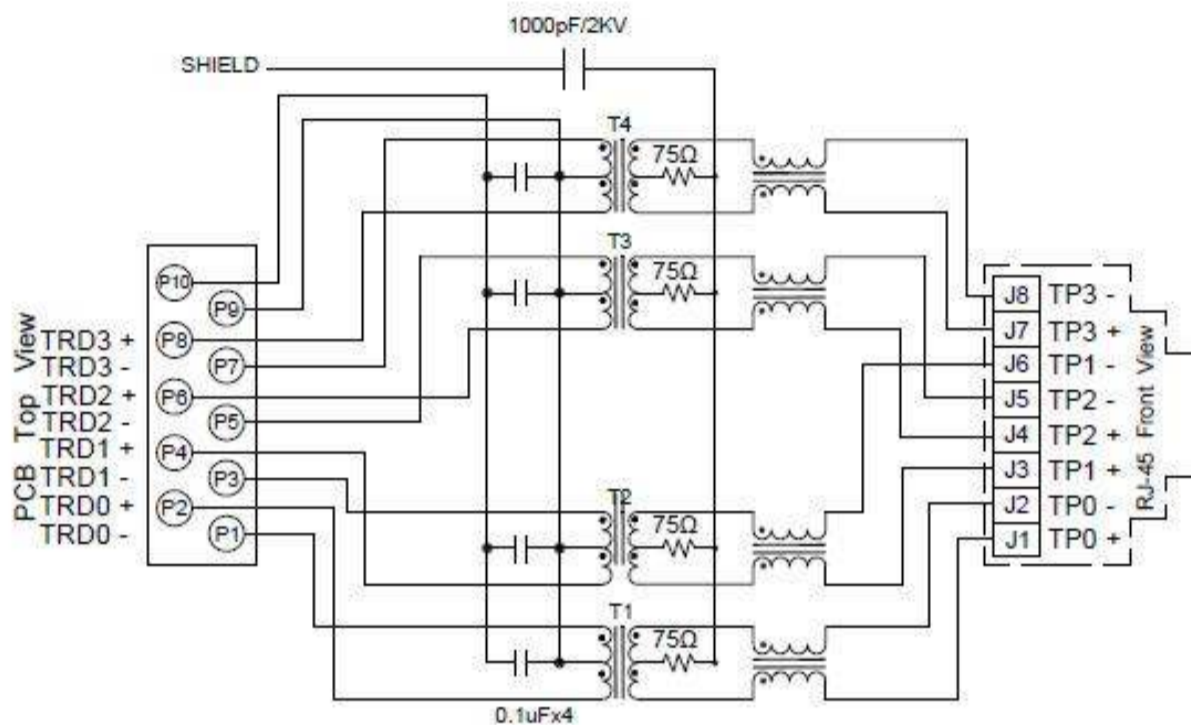 1000pF/2KV
SHIELD
T4
75Ω
T3
75Ω
T2
75Ω
T1
75Ω
0.1uFx4
PCB Top View
P10
P9
TRD3 + P8
TRD3 - P7
TRD2 + P6
TRD2 - P5
TRD1 + P4
TRD1 - P3
TRD0 + P2
TRD0 - P1
J8 TP3 -
J7 TP3 +
J6 TP1 -
J5 TP2 -
J4 TP2 +
J3 TP1 +
J2 TP0 -
J1 TP0 +
RJ-45 Front View